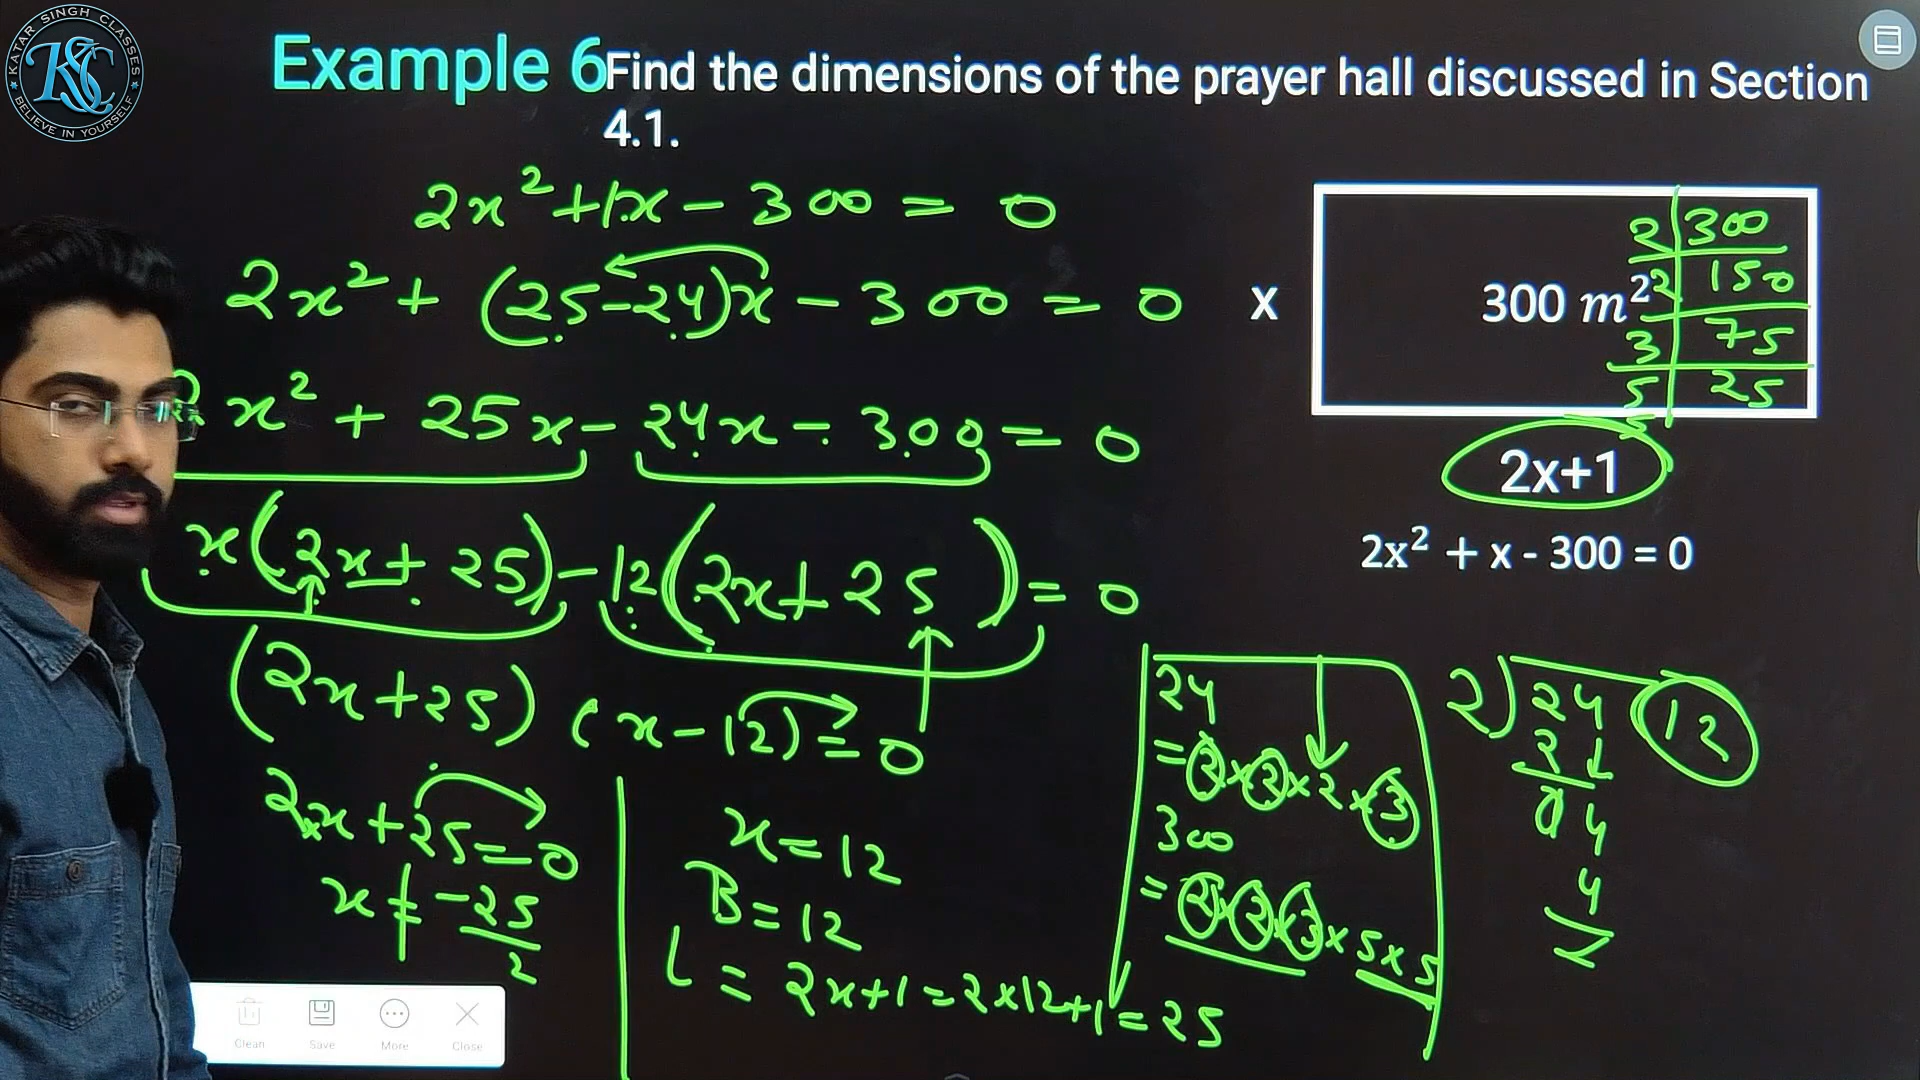 KATAR SINGH CLASSES
KSC
BELIEVE IN YOURSELF
Example 6 Find the dimensions of the prayer hall discussed in Section
4.1.
2x² + 1x - 300 = 0
2x² + (25-24)x - 300 = 0
2x² + 25x - 24x - 300 = 0
x(2x+25) - 12(2x+25) = 0
(2x+25) (x-12) = 0
2x+25=0
x = -25/2
x = 12
B = 12
L = 2x+1 = 2×12+1 = 25
x
300 m²
2 300
2 150
3 75
5 25
5
2x+1
2x² + x - 300 = 0
24
= 2×2×2×3
300
= 2×2×3×5×5
2) 24 (12
2↓
04
4
Clean
Save
More
Close